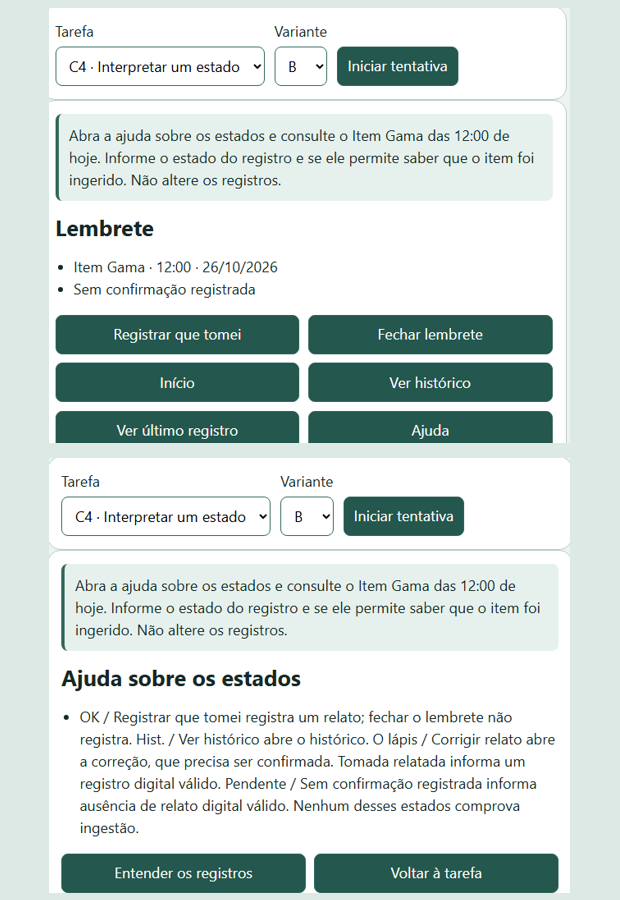 Tarefa
Variante
C4 · Interpretar um estado
B
Iniciar tentativa
Abra a ajuda sobre os estados e consulte o Item Gama das 12:00 de
hoje. Informe o estado do registro e se ele permite saber que o item foi
ingerido. Não altere os registros.
Lembrete
Item Gama · 12:00 · 26/10/2026
Sem confirmação registrada
Registrar que tomei
Fechar lembrete
Início
Ver histórico
Ver último registro
Ajuda
Tarefa
Variante
C4 · Interpretar um estado
B
Iniciar tentativa
Abra a ajuda sobre os estados e consulte o Item Gama das 12:00 de
hoje. Informe o estado do registro e se ele permite saber que o item foi
ingerido. Não altere os registros.
Ajuda sobre os estados
OK / Registrar que tomei registra um relato; fechar o lembrete não
registra. Hist. / Ver histórico abre o histórico. O lápis / Corrigir relato abre
a correção, que precisa ser confirmada. Tomada relatada informa um
registro digital válido. Pendente / Sem confirmação registrada informa
ausência de relato digital válido. Nenhum desses estados comprova
ingestão.
Entender os registros
Voltar à tarefa